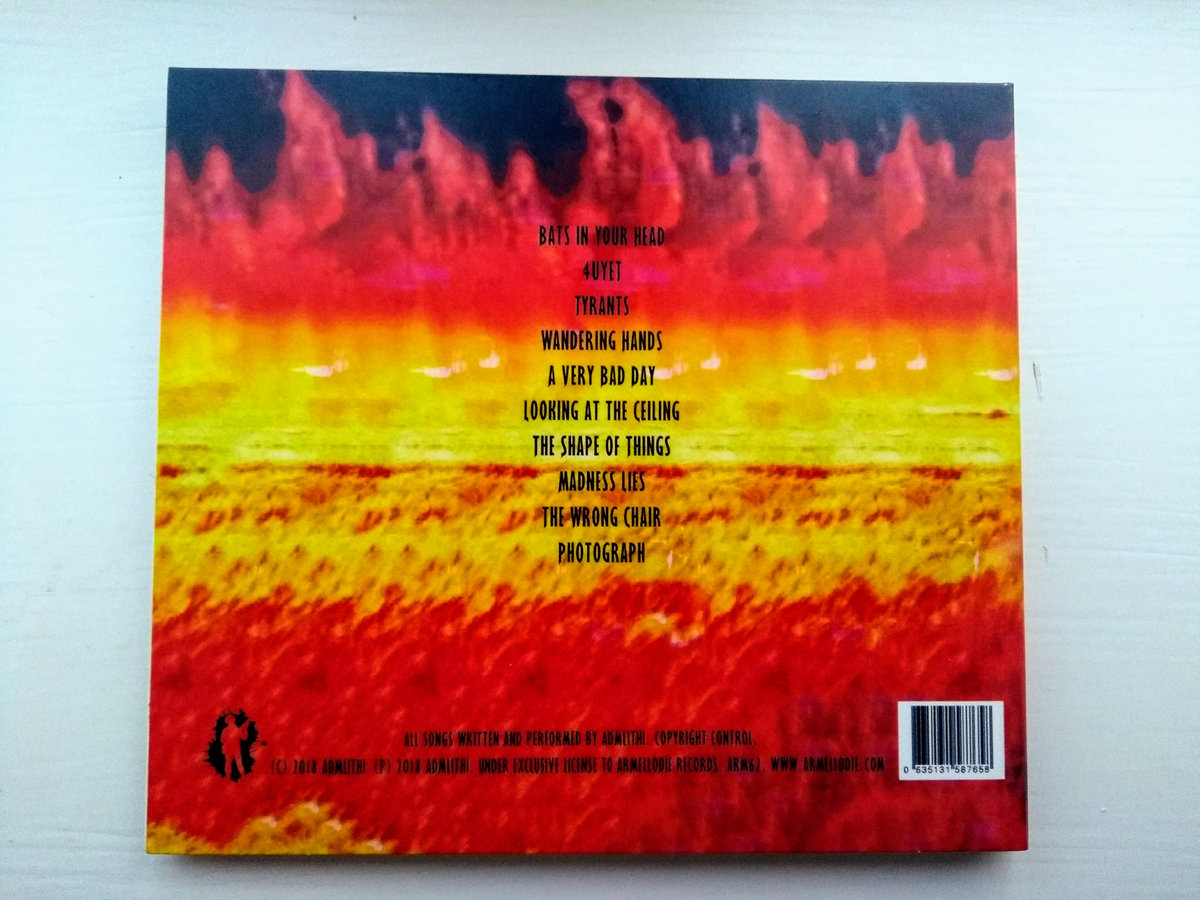 BATS IN YOUR HEAD
4UYET
TYRANTS
WANDERING HANDS
A VERY BAD DAY
LOOKING AT THE CEILING
THE SHAPE OF THINGS
MADNESS LIES
THE WRONG CHAIR
PHOTOGRAPH
ALL SONGS WRITTEN AND PERFORMED BY ADMLITHI. COPYRIGHT CONTROL.
(C) 2018 ADMLITHI. (P) 2018 ADMLITHI. UNDER EXCLUSIVE LICENSE TO ARMELLODIE RECORDS. ARM62. WWW.ARMELLODIE.COM
0 635131 587658